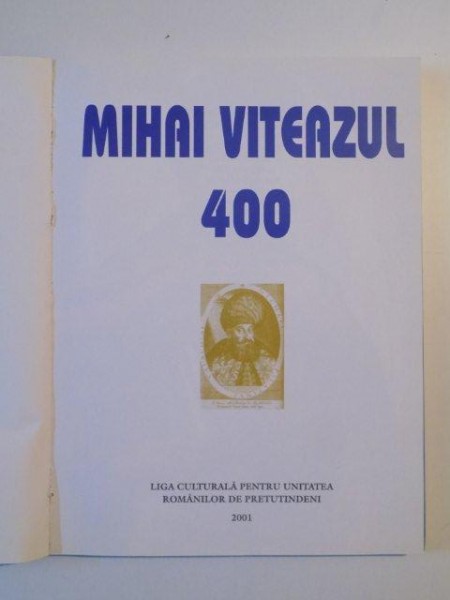 MIHAI VITEAZUL
400
LIGA CULTURALĂ PENTRU UNITATEA
ROMÂNILOR DE PRETUTINDENI
2001